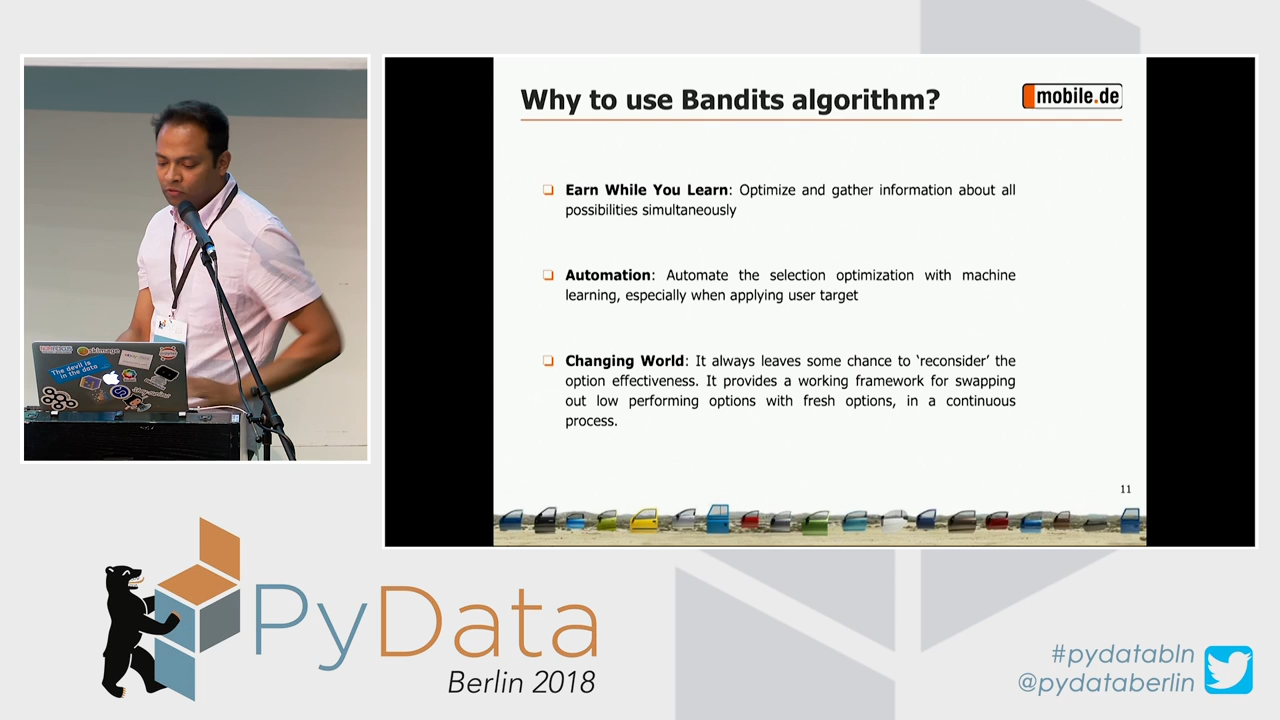 Why to use Bandits algorithm?
mobile.de
Earn While You Learn: Optimize and gather information about all
possibilities simultaneously
Automation: Automate the selection optimization with machine
learning, especially when applying user target
Changing World: It always leaves some chance to ‘reconsider’ the
option effectiveness. It provides a working framework for swapping
out low performing options with fresh options, in a continuous
process.
11
The devil is
in the data
PyData
Berlin 2018
#pydatabln
@pydataberlin